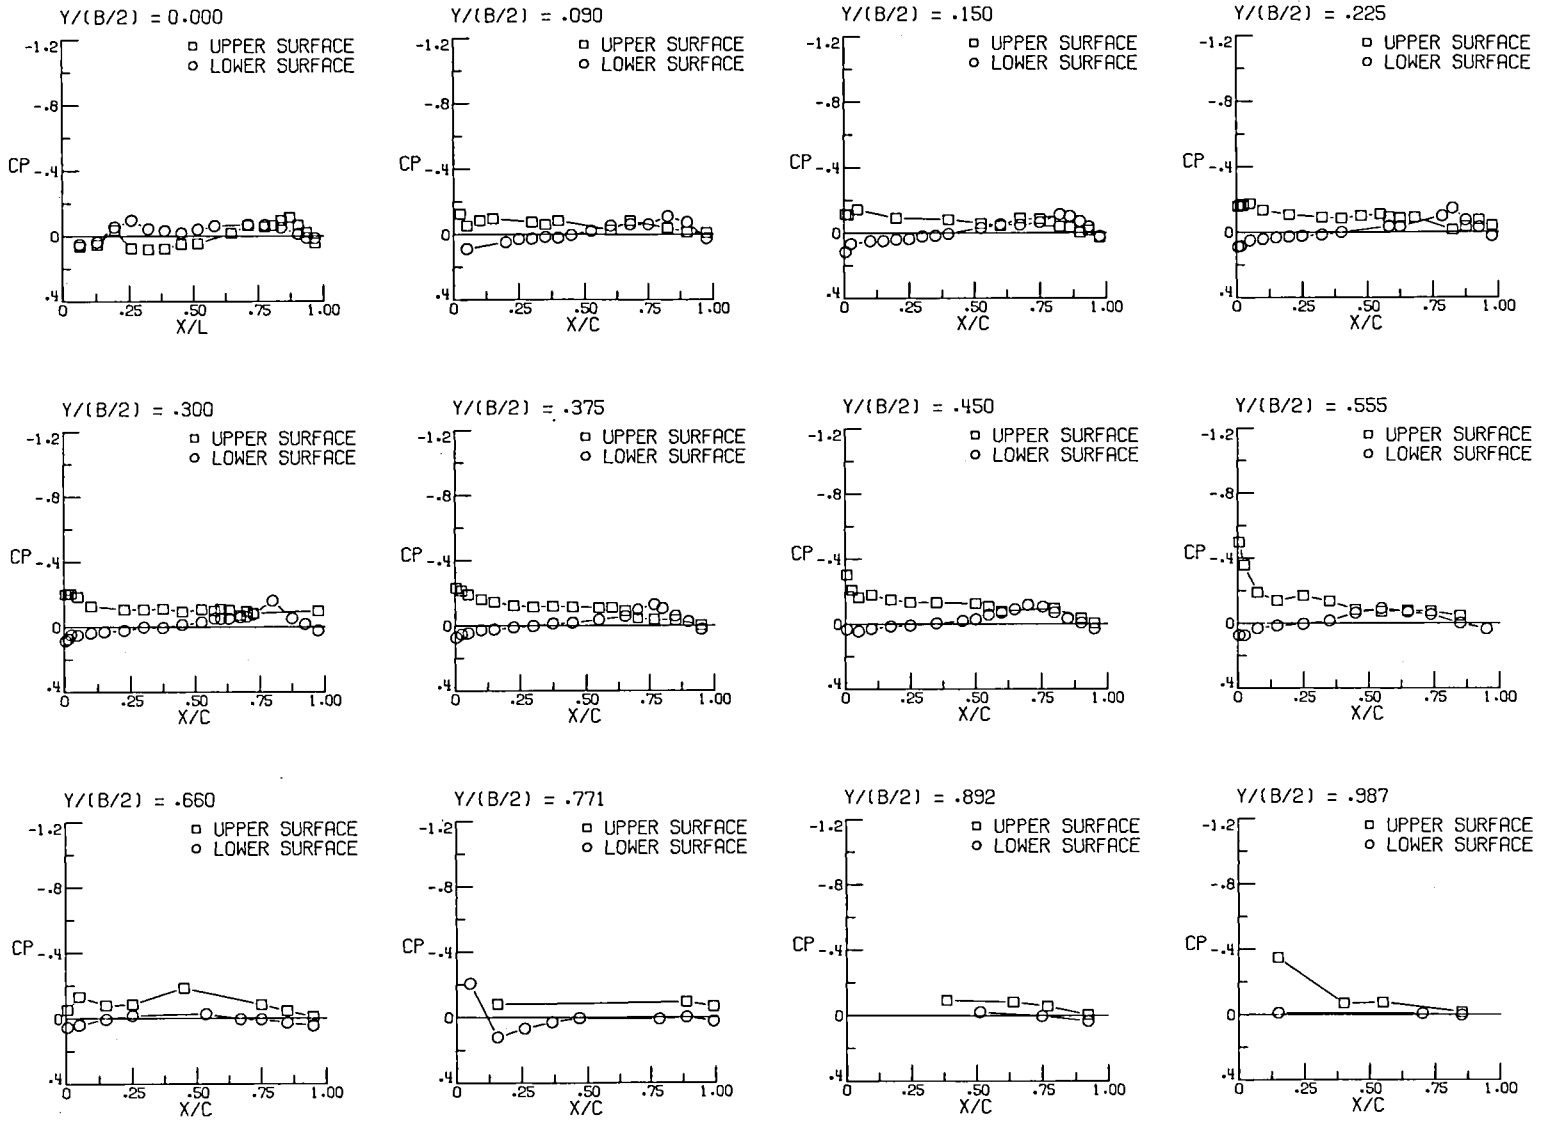 Y/(B/2) = 0.000
□ UPPER SURFACE
○ LOWER SURFACE
-1.2
-.8
CP -.4
0
.4
0 .25 .50 .75 1.00
X/L
Y/(B/2) = .090
□ UPPER SURFACE
○ LOWER SURFACE
-1.2
-.8
CP -.4
0
.4
0 .25 .50 .75 1.00
X/C
Y/(B/2) = .150
□ UPPER SURFACE
○ LOWER SURFACE
-1.2
-.8
CP -.4
0
.4
0 .25 .50 .75 1.00
X/C
Y/(B/2) = .225
□ UPPER SURFACE
○ LOWER SURFACE
-1.2
-.8
CP -.4
0
.4
0 .25 .50 .75 1.00
X/C
Y/(B/2) = .300
□ UPPER SURFACE
○ LOWER SURFACE
-1.2
-.8
CP -.4
0
.4
0 .25 .50 .75 1.00
X/C
Y/(B/2) = .375
□ UPPER SURFACE
○ LOWER SURFACE
-1.2
-.8
CP -.4
0
.4
0 .25 .50 .75 1.00
X/C
Y/(B/2) = .450
□ UPPER SURFACE
○ LOWER SURFACE
-1.2
-.8
CP -.4
0
.4
0 .25 .50 .75 1.00
X/C
Y/(B/2) = .555
□ UPPER SURFACE
○ LOWER SURFACE
-1.2
-.8
CP -.4
0
.4
0 .25 .50 .75 1.00
X/C
Y/(B/2) = .660
□ UPPER SURFACE
○ LOWER SURFACE
-1.2
-.8
CP -.4
0
.4
0 .25 .50 .75 1.00
X/C
Y/(B/2) = .771
□ UPPER SURFACE
○ LOWER SURFACE
-1.2
-.8
CP -.4
0
.4
0 .25 .50 .75 1.00
X/C
Y/(B/2) = .892
□ UPPER SURFACE
○ LOWER SURFACE
-1.2
-.8
CP -.4
0
.4
0 .25 .50 .75 1.00
X/C
Y/(B/2) = .987
□ UPPER SURFACE
○ LOWER SURFACE
-1.2
-.8
CP -.4
0
.4
0 .25 .50 .75 1.00
X/C